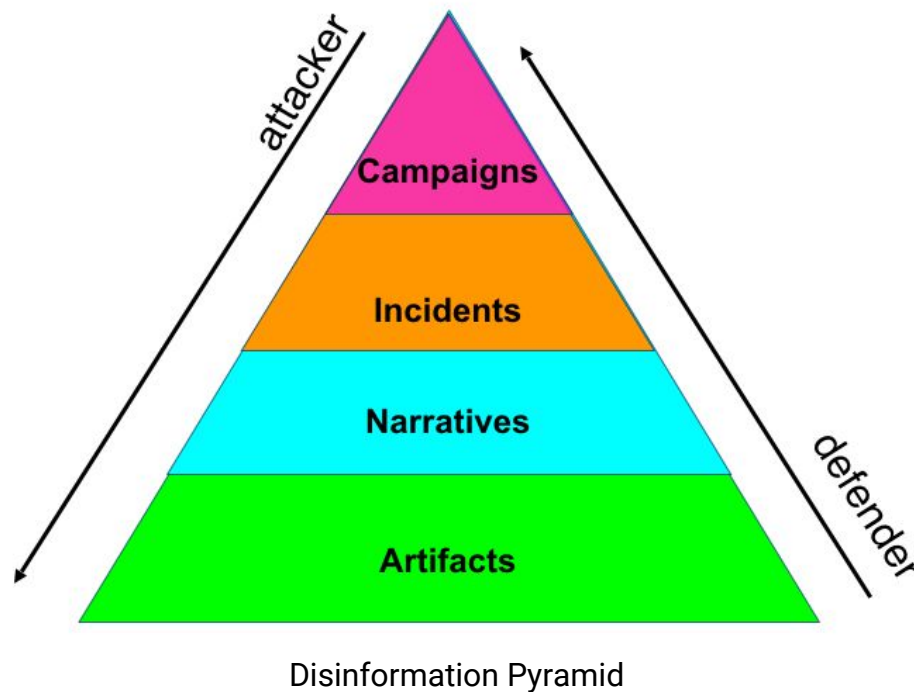 attacker
Campaigns
Incidents
Narratives
defender
Artifacts
Disinformation Pyramid